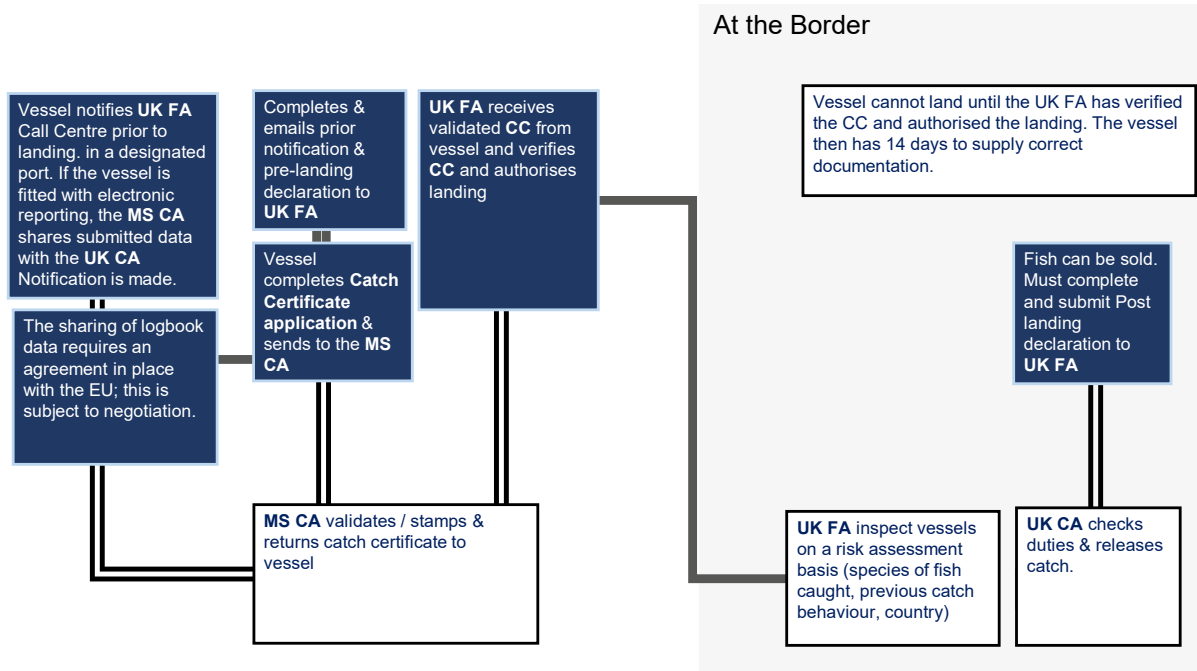 At the Border
Vessel notifies UK FA
Call Centre prior to
landing. in a designated
port. If the vessel is
fitted with electronic
reporting, the MS CA
shares submitted data
with the UK CA
Notification is made.
The sharing of logbook
data requires an
agreement in place
with the EU; this is
subject to negotiation.
Completes &
emails prior
notification &
pre-landing
declaration to
UK FA
Vessel
completes Catch
Certificate
application &
sends to the MS
CA
UK FA receives
validated CC from
vessel and verifies
CC and authorises
landing
MS CA validates / stamps &
returns catch certificate to
vessel
Vessel cannot land until the UK FA has verified
the CC and authorised the landing. The vessel
then has 14 days to supply correct
documentation.
UK FA inspect vessels
on a risk assessment
basis (species of fish
caught, previous catch
behaviour, country)
Fish can be sold.
Must complete
and submit Post
landing
declaration to
UK FA
UK CA checks
duties & releases
catch.